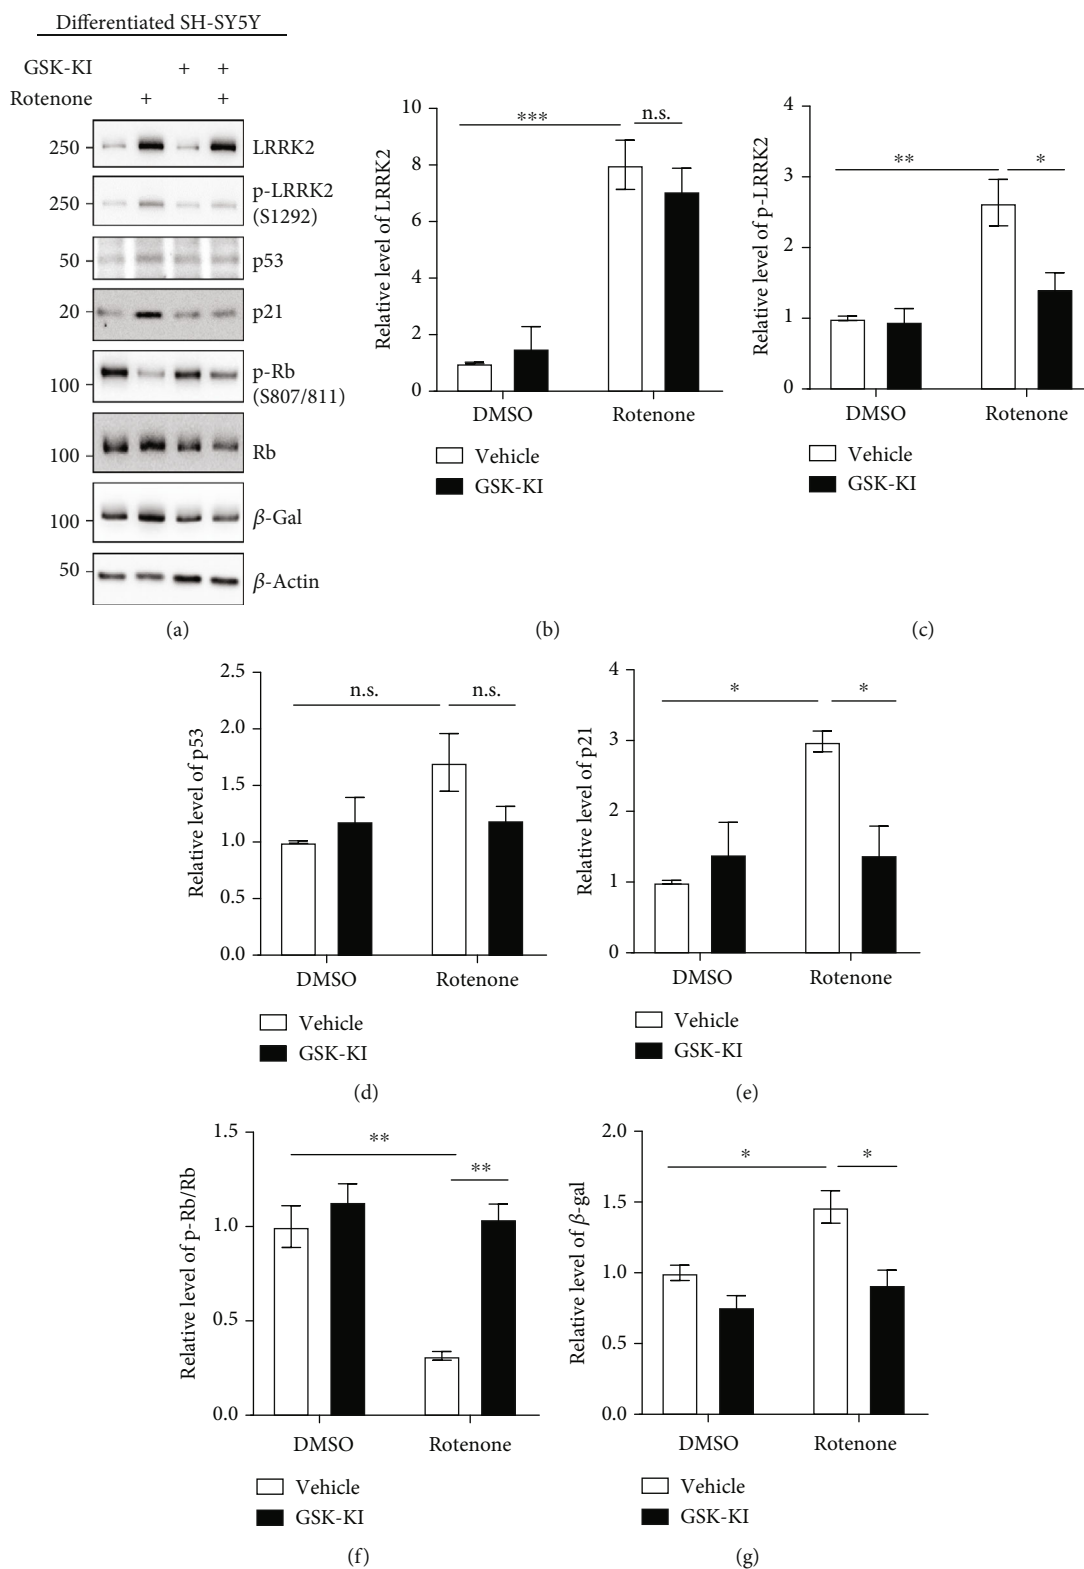 Differentiated SH-SY5Y
GSK-KI + +
Rotenone + +
250 LRRK2
250 p-LRRK2
(S1292)
50 p53
20 p21
100 p-Rb
(S807/811)
100 Rb
100 β-Gal
50 β-Actin
(a)
Relative level of LRRK2
10
8
6
4
2
0
*** n.s.
DMSO Rotenone
Vehicle
GSK-KI
(b)
Relative level of p-LRRK2
4
3
2
1
0
** *
DMSO Rotenone
Vehicle
GSK-KI
(c)
Relative level of p53
2.5
2.0
1.5
1.0
0.5
0.0
n.s. n.s.
DMSO Rotenone
Vehicle
GSK-KI
(d)
Relative level of p21
4
3
2
1
0
* *
DMSO Rotenone
Vehicle
GSK-KI
(e)
Relative level of p-Rb/Rb
1.5
1.0
0.5
0.0
**
**
DMSO Rotenone
Vehicle
GSK-KI
(f)
Relative level of β-gal
2.0
1.5
1.0
0.5
0.0
* *
DMSO Rotenone
Vehicle
GSK-KI
(g)